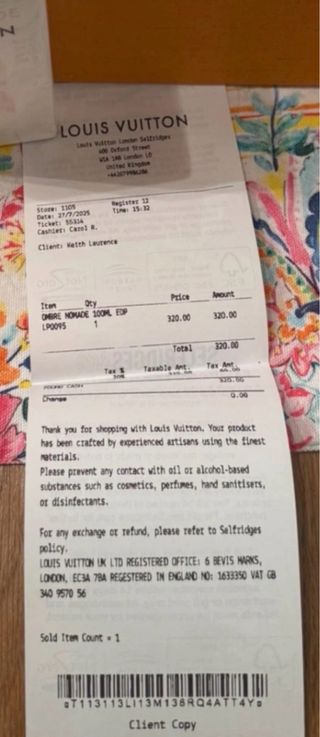 LOUIS VUITTON
Louis Vuitton London Selfridges
400 Oxford Street
W1A 1AB London LO
United Kingdom
Store: 1105 Register 12
Date: 27/7/2025 Time: 15:32
Ticket: 55314
Cashier: Carol R.
Client: Keith Laurence
Item Qty Price Amount
OMBRE NOMADE 100ML EDP 320.00 320.00
LP0095 1
Total 320.00
Tax % Taxable Amt. Tax Amt.
320.00
Change 0.00
Thank you for shopping with Louis Vuitton. Your product
has been crafted by experienced artisans using the finest
materials.
Please prevent any contact with oil or alcohol-based
substances such as cosmetics, perfumes, hand sanitisers,
or disinfectants.
For any exchange or refund, please refer to Selfridges
policy.
LOUIS VUITTON UK LTD REGISTERED OFFICE: 6 BEVIS MARKS,
LONDON, EC3A 7BA REGESTERED IN ENGLAND NO: 1633350 VAT GB
340 9570 56
Sold Item Count = 1
Client Copy